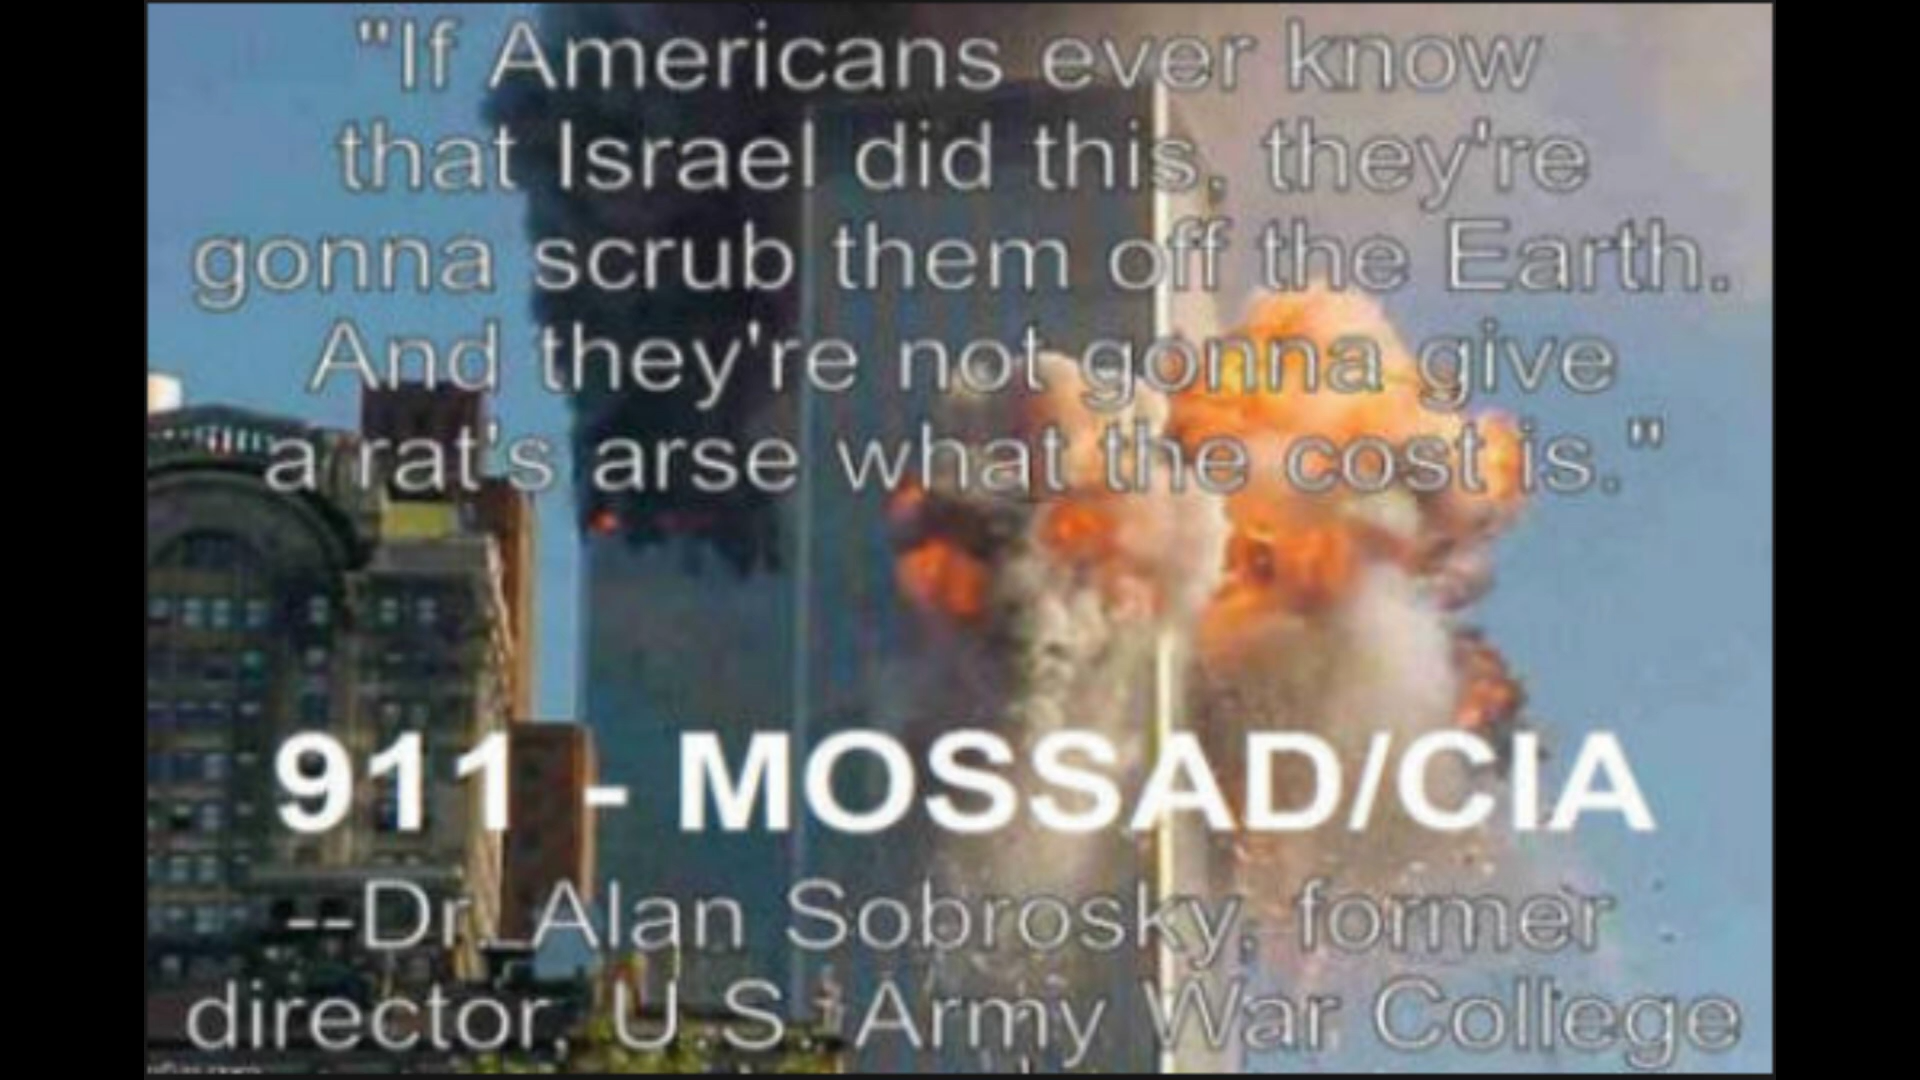 "If Americans ever know
that Israel did this, they're
gonna scrub them off the Earth.
And they're not gonna give
a rat's arse what the cost is."
911 - MOSSAD/CIA
--Dr. Alan Sobrosky, former
director, U.S. Army War College